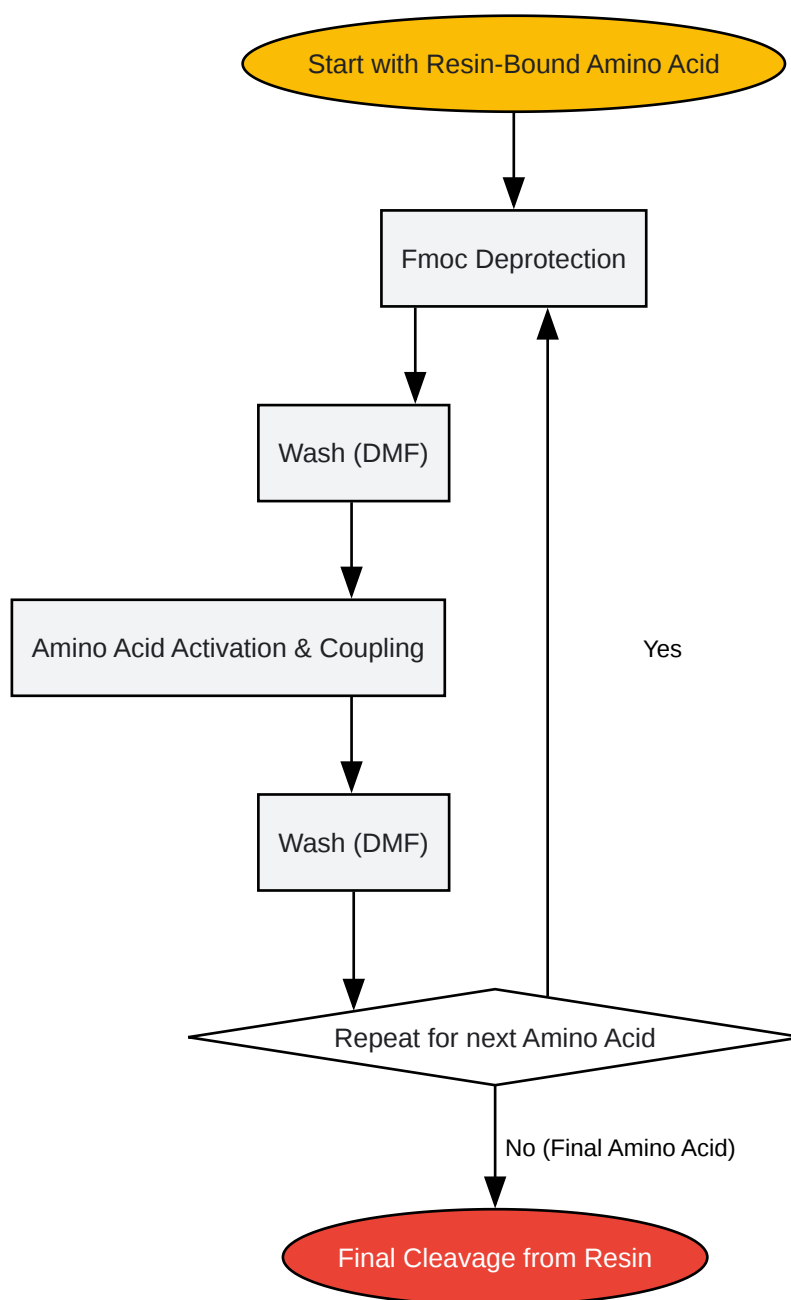 Start with Resin-Bound Amino Acid
Fmoc Deprotection
Wash (DMF)
Amino Acid Activation & Coupling
Yes
Wash (DMF)
Repeat for next Amino Acid
No (Final Amino Acid)
Final Cleavage from Resin